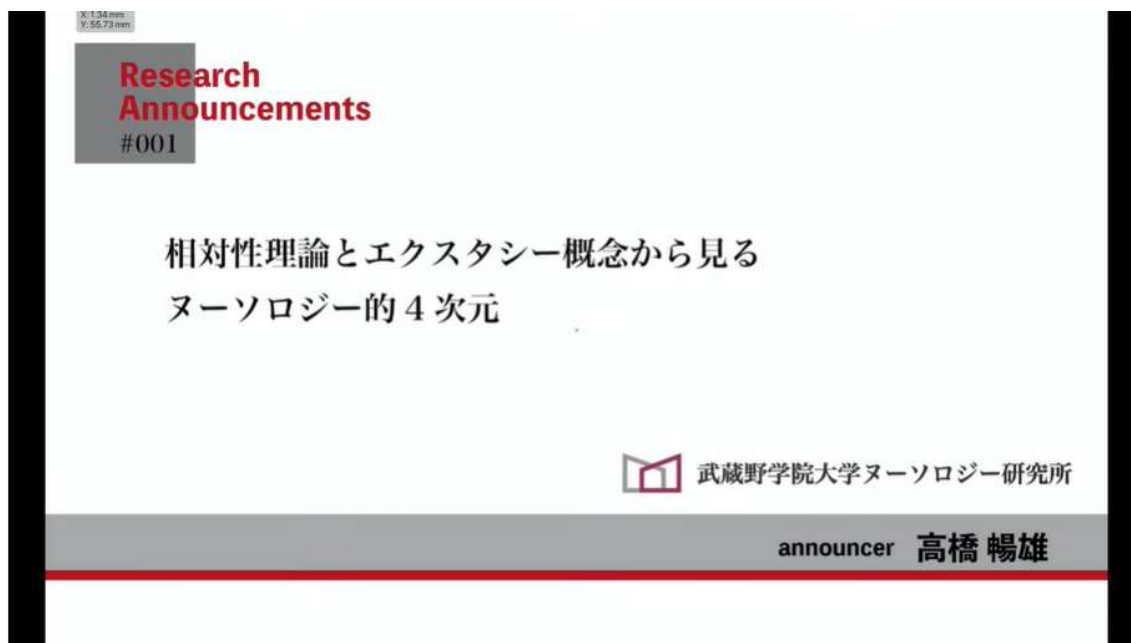 X: 1.34 mm
Y: 55.73 mm
Research
Announcements
#001
相対性理論とエクスタシー概念から見る
ヌーソロジー的4次元
武蔵野学院大学ヌーソロジー研究所
announcer 高橋 暢雄